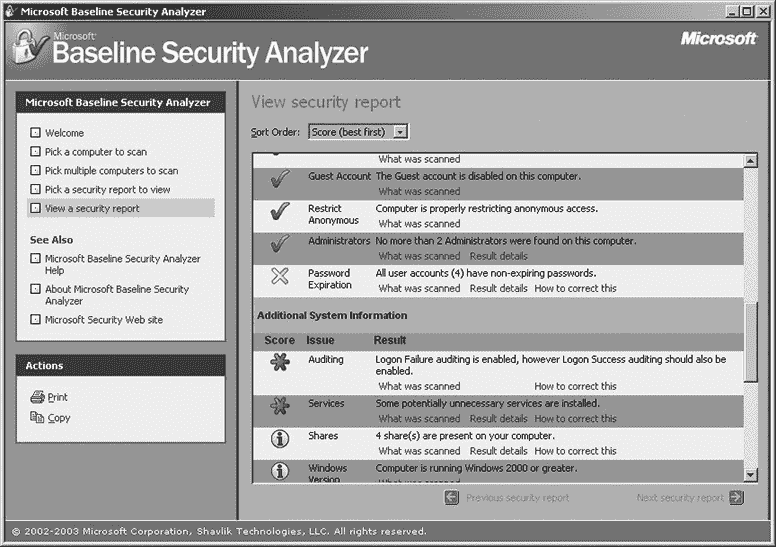 Microsoft Baseline Security Analyzer
Microsoft
Baseline Security Analyzer
Microsoft
Microsoft Baseline Security Analyzer
Welcome
Pick a computer to scan
Pick multiple computers to scan
Pick a security report to view
View a security report
See Also
Microsoft Baseline Security Analyzer
Help
About Microsoft Baseline Security
Analyzer
Microsoft Security Web site
Actions
Print
Copy
View security report
Sort Order: Score (best first)
What was scanned
Guest Account The Guest account is disabled on this computer.
What was scanned
Restrict Computer is properly restricting anonymous access.
Anonymous What was scanned
Administrators No more than 2 Administrators were found on this computer.
What was scanned Result details
Password All user accounts (4) have non-expiring passwords.
Expiration What was scanned Result details How to correct this
Additional System Information
Score Issue Result
Auditing Logon Failure auditing is enabled, however Logon Success auditing should also be
enabled.
What was scanned How to correct this
Services Some potentially unnecessary services are installed.
What was scanned Result details How to correct this
Shares 4 share(s) are present on your computer.
What was scanned Result details How to correct this
Windows Computer is running Windows 2000 or greater.
Version What was scanned
Previous security report Next security report
© 2002-2003 Microsoft Corporation, Shavlik Technologies, LLC. All rights reserved.